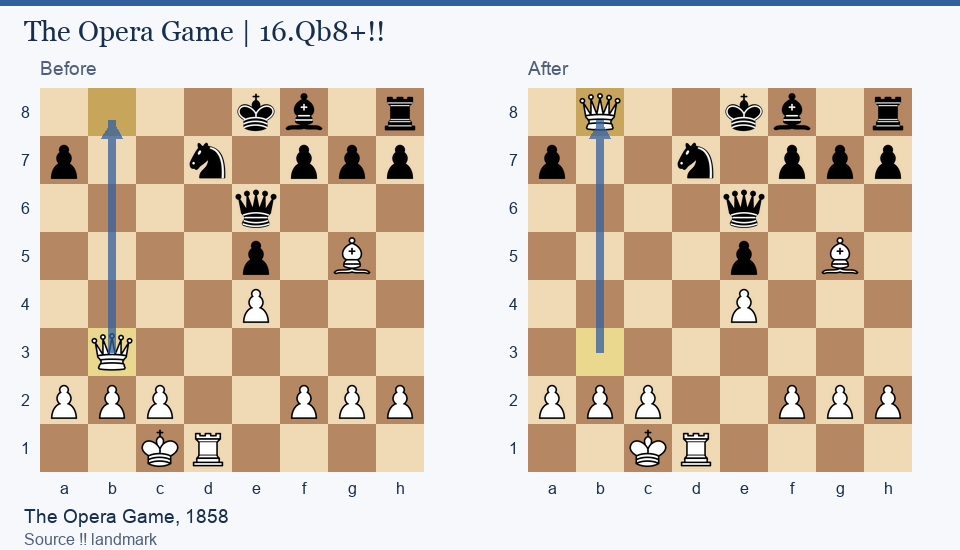 The Opera Game | 16.Qb8+!!
Before
After
8
7
6
5
4
3
2
1
a b c d e f g h
8
7
6
5
4
3
2
1
a b c d e f g h
The Opera Game, 1858
Source !! landmark